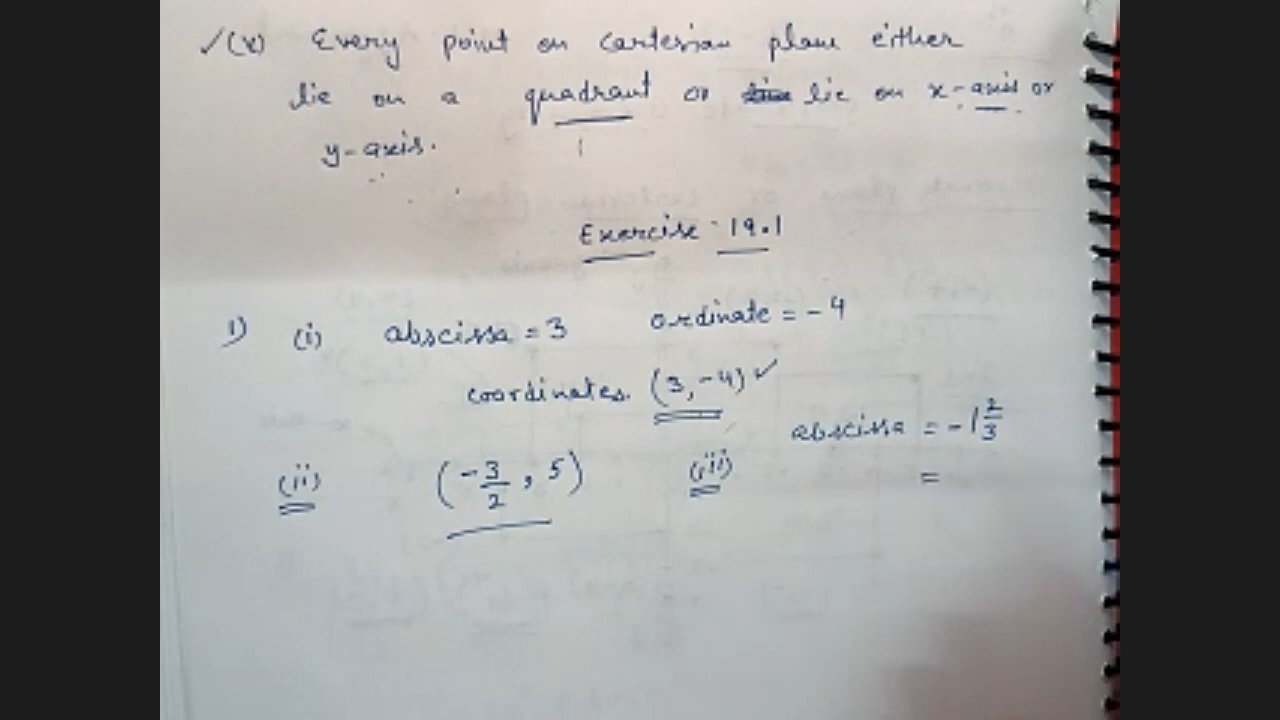 (x) Every point on cartesian plane either
lie on a quadrant or lie on x-axis or
y-axis.
Exercise 19.1
1) (i) abscissa = 3 ordinate = -4
coordinates. (3, -4) ✓
abscissa = -1 2/3
(ii) (-3/2, 5) (iii)
=